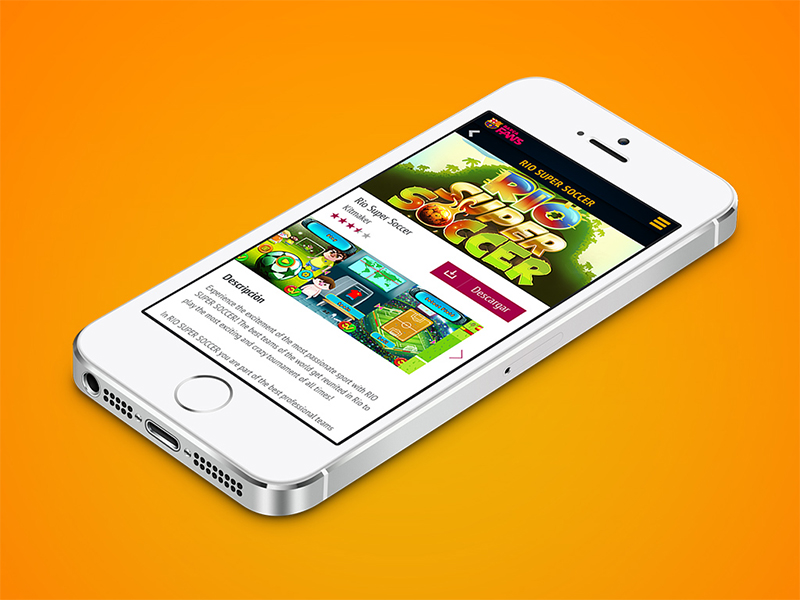 FANS
RIO SUPER SOCCER
RIO
SUPER
SOCCER
Rio Super Soccer
Kitmaker
Descargar
Descripción
Experience the excitement of the most passionate sport with RIO
SUPER SOCCER! The best teams of the world get reunited in Rio to
play the most exciting and crazy tournament of all times!
In RIO SUPER SOCCER you are part of the best professional teams